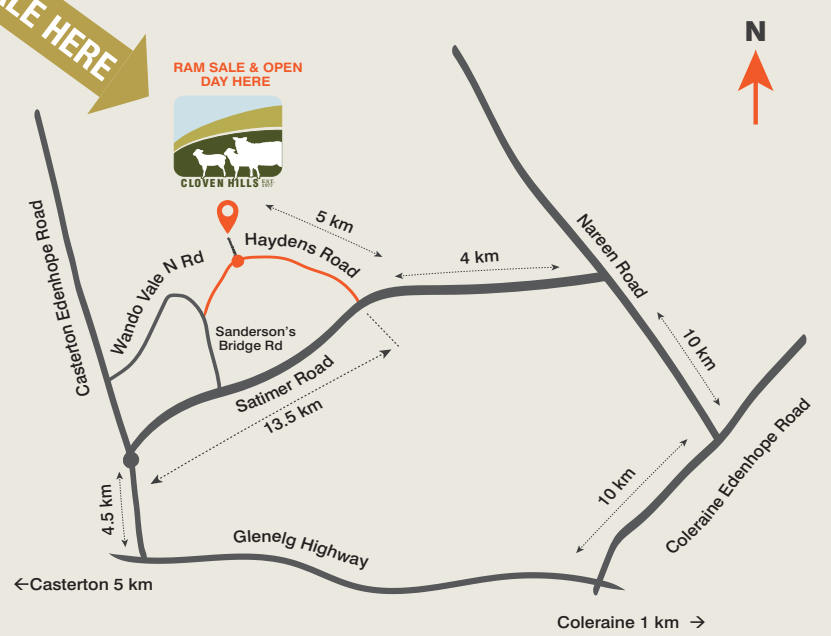 SALE HERE
N
RAM SALE & OPEN
DAY HERE
CLOVEN HILLS
5 km
Haydens Road
4 km
Nareen Road
Wando Vale N Rd
Casterton Edenhope Road
Sanderson's
Bridge Rd
10 km
Satimer Road
13.5 km
10 km
Coleraine Edenhope Road
4.5 km
Glenelg Highway
←Casterton 5 km
Coleraine 1 km →